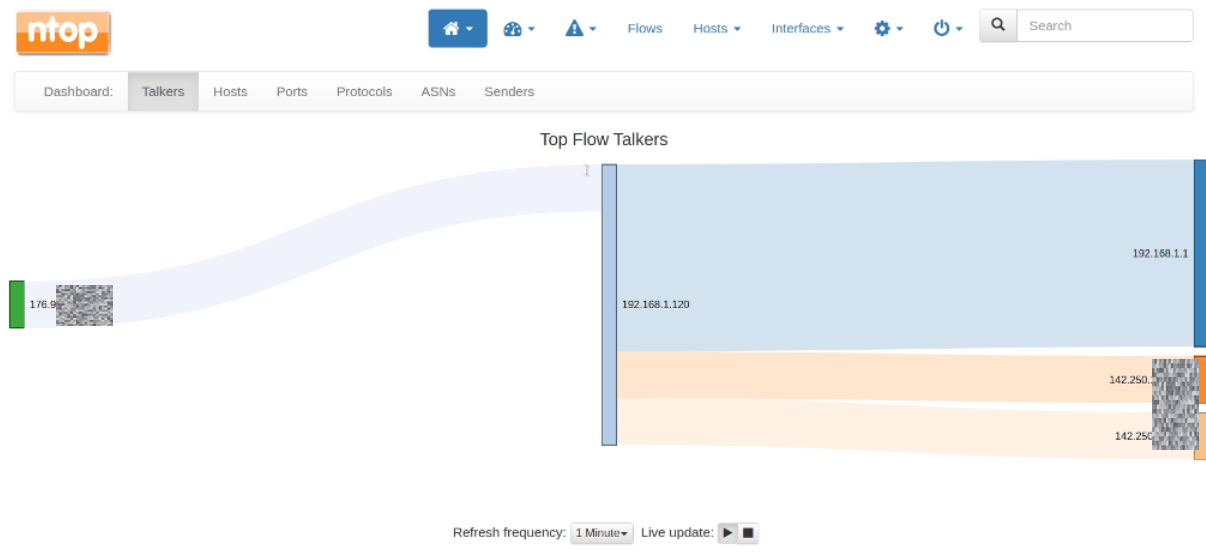 ntop
Flows Hosts Interfaces Search
Dashboard: Talkers Hosts Ports Protocols ASNs Senders
Top Flow Talkers
192.168.1.1
176.9
192.168.1.120
142.250.
142.250
Refresh frequency: 1 Minute Live update: